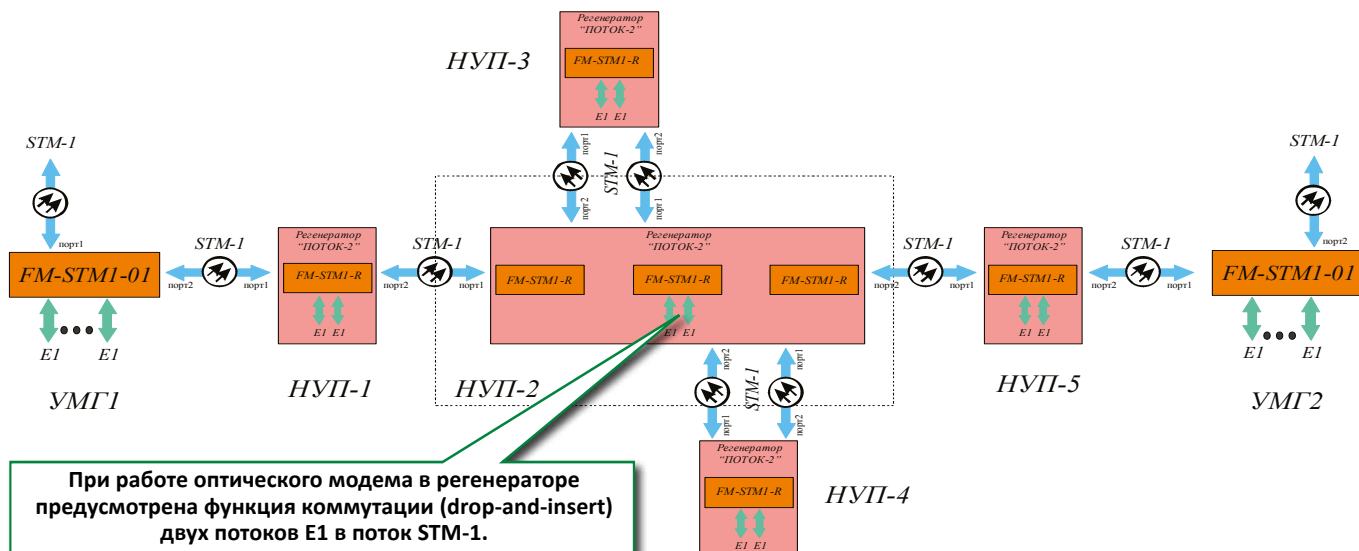 Регенератор
“ПОТОК-2”
НУП-3
FM-STM1-R
E1 E1
порт1
порт2
STM-1
порт2
порт1
STM-1
порт1
FM-STM1-01
E1 E1
УМГ1
STM-1
порт2 порт1
Регенератор
“ПОТОК-2”
FM-STM1-R
E1 E1
НУП-1
STM-1
порт2 порт1
Регенератор
“ПОТОК-2”
FM-STM1-R FM-STM1-R FM-STM1-R
E1 E1
НУП-2
STM-1
порт2 порт1
Регенератор
“ПОТОК-2”
FM-STM1-R
E1 E1
НУП-5
STM-1
порт2 порт1
STM-1
порт2
FM-STM1-01
E1 E1
УМГ2
порт2
порт1
STM-1
порт1
порт2
Регенератор
“ПОТОК-2”
FM-STM1-R
E1 E1
НУП-4
При работе оптического модема в регенераторе
предусмотрена функция коммутации (drop-and-insert)
двух потоков E1 в поток STM-1.